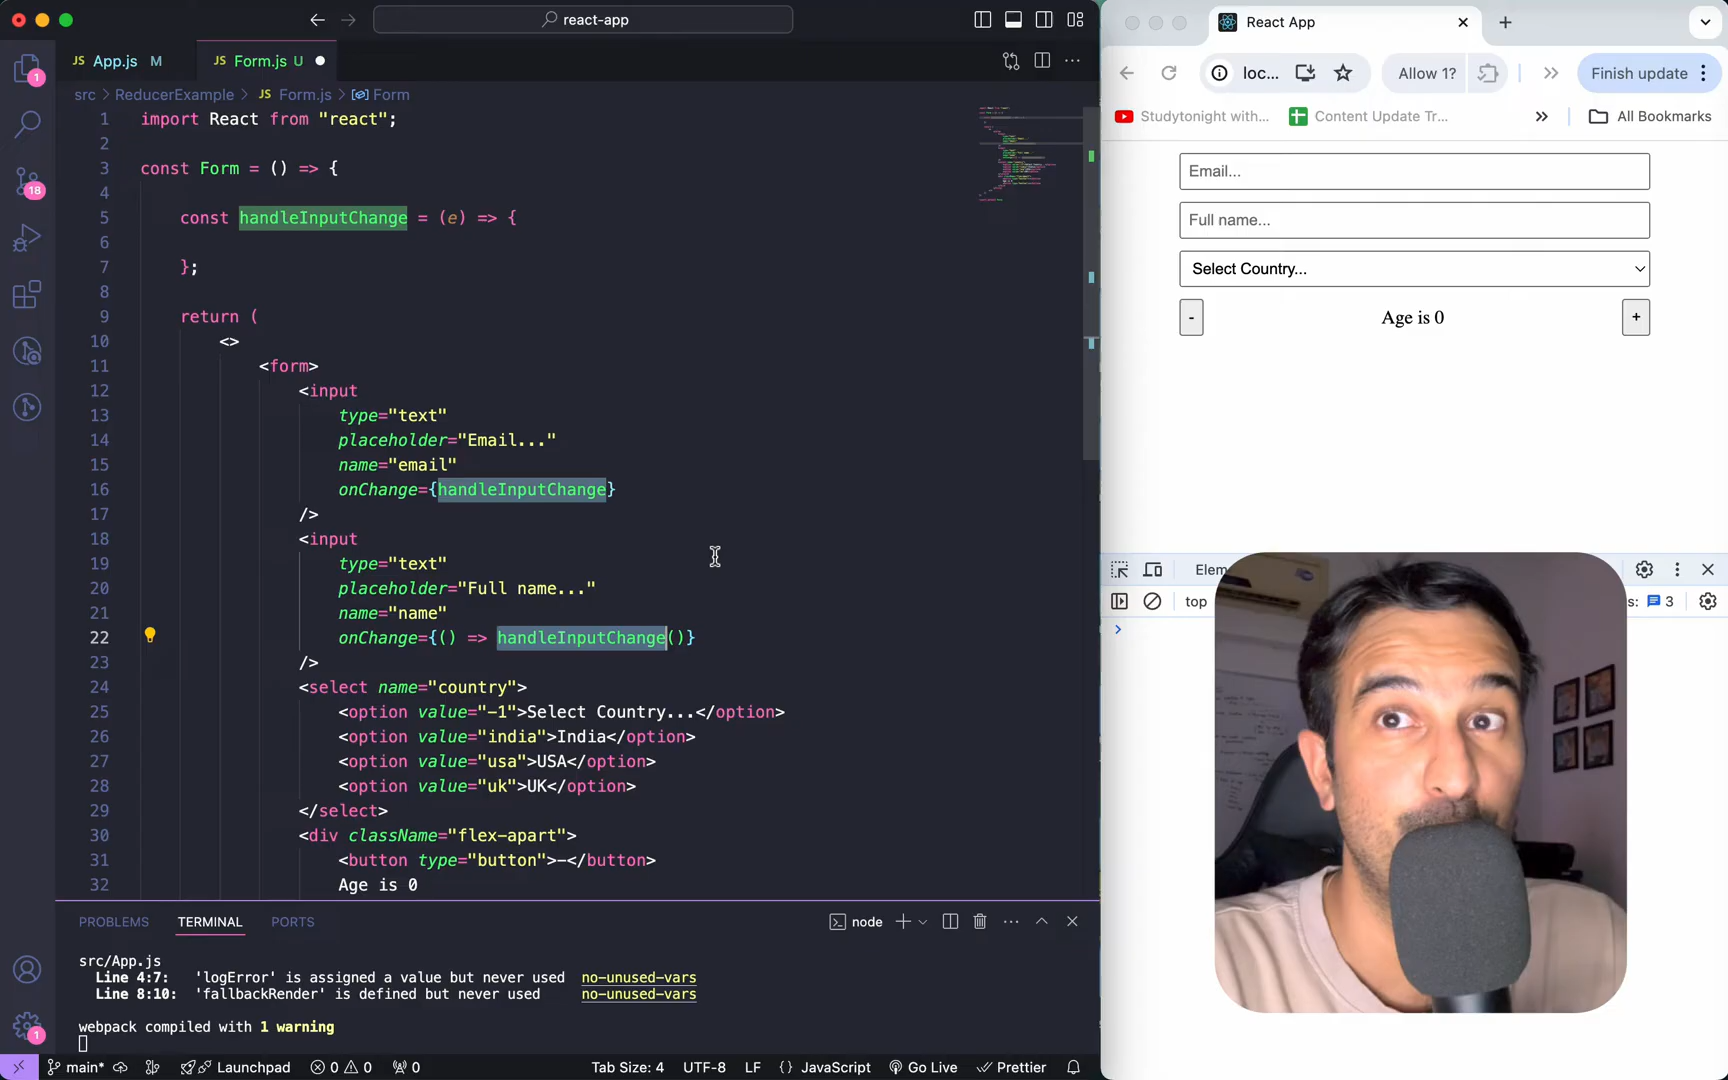 react-app
JS App.js M
JS Form.js U
src > ReducerExample > JS Form.js > Form
1 import React from "react";
2
3 const Form = () => {
4
5 const handleInputChange = (e) => {
6
7 };
8
9 return (
10 <>
11 <form>
12 <input
13 type="text"
14 placeholder="Email..."
15 name="email"
16 onChange={handleInputChange}
17 />
18 <input
19 type="text"
20 placeholder="Full name..."
21 name="name"
22 onChange={() => handleInputChange()}
23 />
24 <select name="country">
25 <option value="-1">Select Country...</option>
26 <option value="india">India</option>
27 <option value="usa">USA</option>
28 <option value="uk">UK</option>
29 </select>
30 <div className="flex-apart">
31 <button type="button">-</button>
32 Age is 0
1
18
1
PROBLEMS TERMINAL PORTS
node
src/App.js
Line 4:7: 'logError' is assigned a value but never used no-unused-vars
Line 8:10: 'fallbackRender' is defined but never used no-unused-vars
webpack compiled with 1 warning
main* Launchpad 0 0 0 Tab Size: 4 UTF-8 LF {} JavaScript Go Live Prettier
React App
loc... Allow 1? Finish update
Studytonight with... Content Update Tr... All Bookmarks
Email...
Full name...
Select Country...
- Age is 0 +
Elem
top s: 3